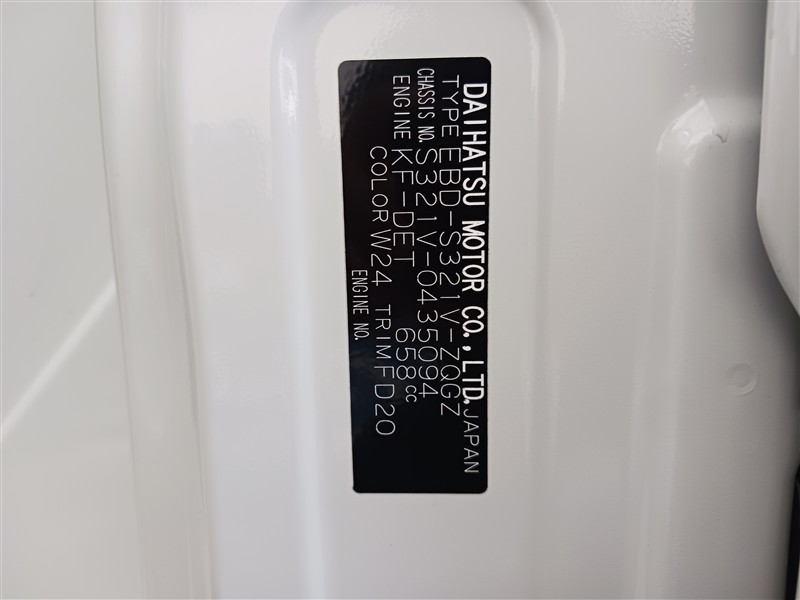 DAIHATSU MOTOR CO.,LTD. JAPAN
TYPE EBD-S321V-ZQGZ
CHASSIS NO. S321V-0435094
ENGINE KF-DET 658cc
COLOR W24 TRIM FD20
ENGINE NO.